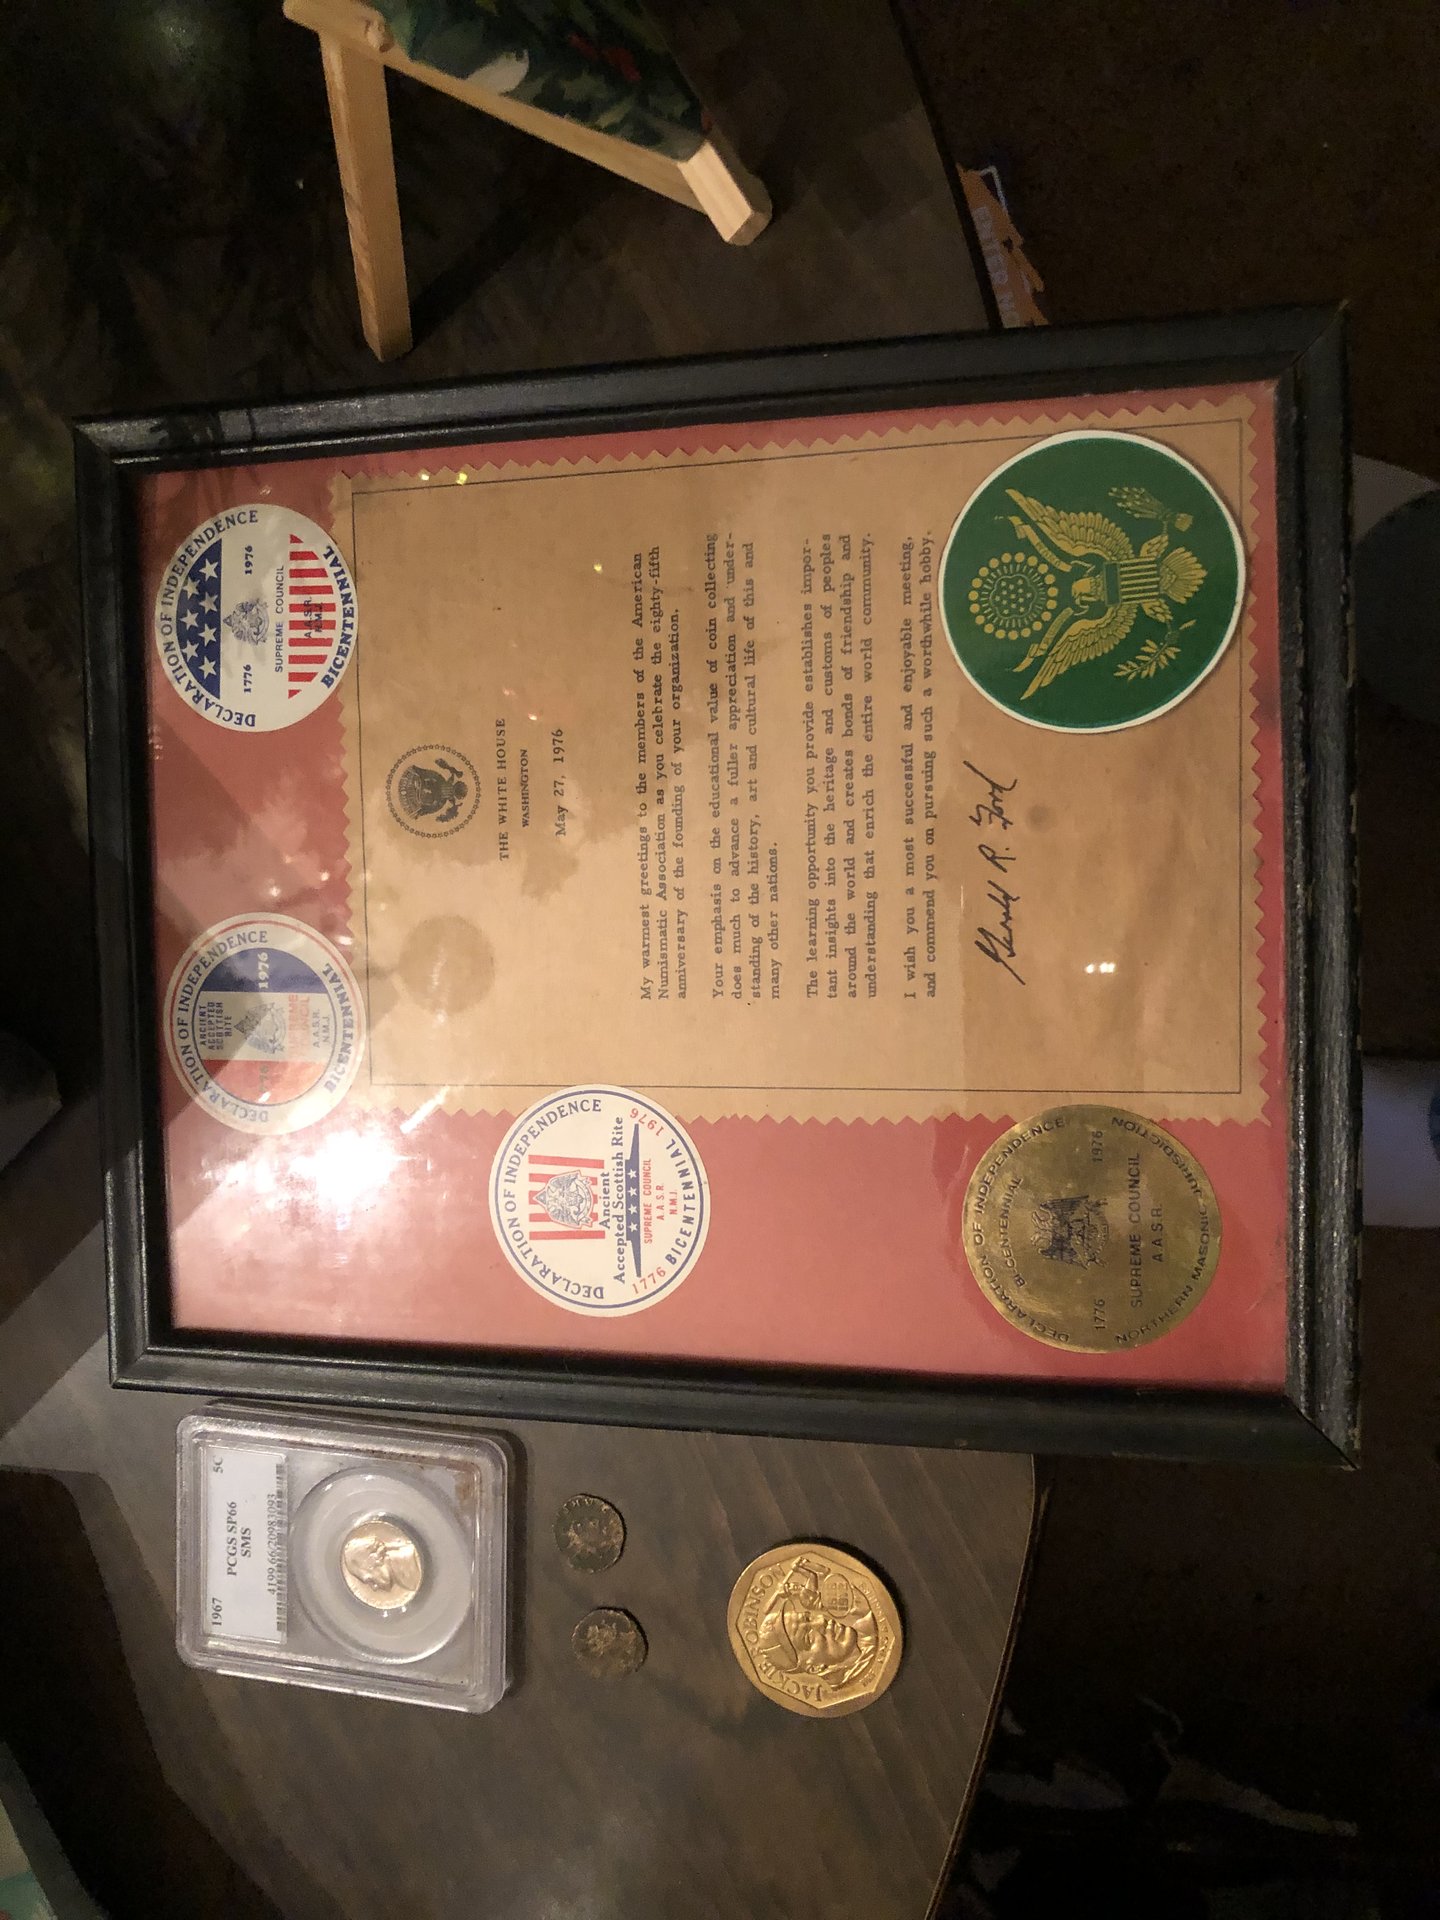 DECLARATION OF INDEPENDENCE
1776 1976
SUPREME COUNCIL
A.A.S.R.
N.M.J.
BICENTENNIAL
DECLARATION OF INDEPENDENCE
ANCIENT
ACCEPTED
SCOTTISH
RITE
1976
SUPREME
COUNCIL
A.A.S.R.
N.M.J.
BICENTENNIAL
THE WHITE HOUSE
WASHINGTON
May 27, 1976
My warmest greetings to the members of the American
Numismatic Association as you celebrate the eighty-fifth
anniversary of the founding of your organization.
Your emphasis on the educational value of coin collecting
does much to advance a fuller appreciation and under-
standing of the history, art and cultural life of this and
many other nations.
The learning opportunity you provide establishes impor-
tant insights into the heritage and customs of peoples
around the world and creates bonds of friendship and
understanding that enrich the entire world community.
I wish you a most successful and enjoyable meeting,
and commend you on pursuing such a worthwhile hobby.
Gerald R. Ford
DECLARATION OF INDEPENDENCE
Ancient
Accepted Scottish Rite
SUPREME COUNCIL
A.A.S.R.
N.M.J.
1776 BICENTENNIAL 1976
DECLARATION OF INDEPENDENCE
BICENTENNIAL
1776 1976
SUPREME COUNCIL
A.A.S.R.
NORTHERN MASONIC JURISDICTION
1967 5C
PCGS SP66
SMS
4199.66/20983093
JACKIE ROBINSON